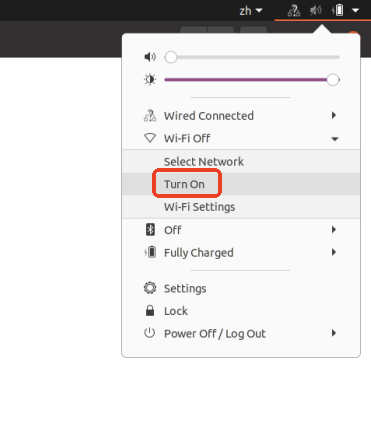 zh
Wired Connected
Wi-Fi Off
Select Network
Turn On
Wi-Fi Settings
Off
Fully Charged
Settings
Lock
Power Off / Log Out